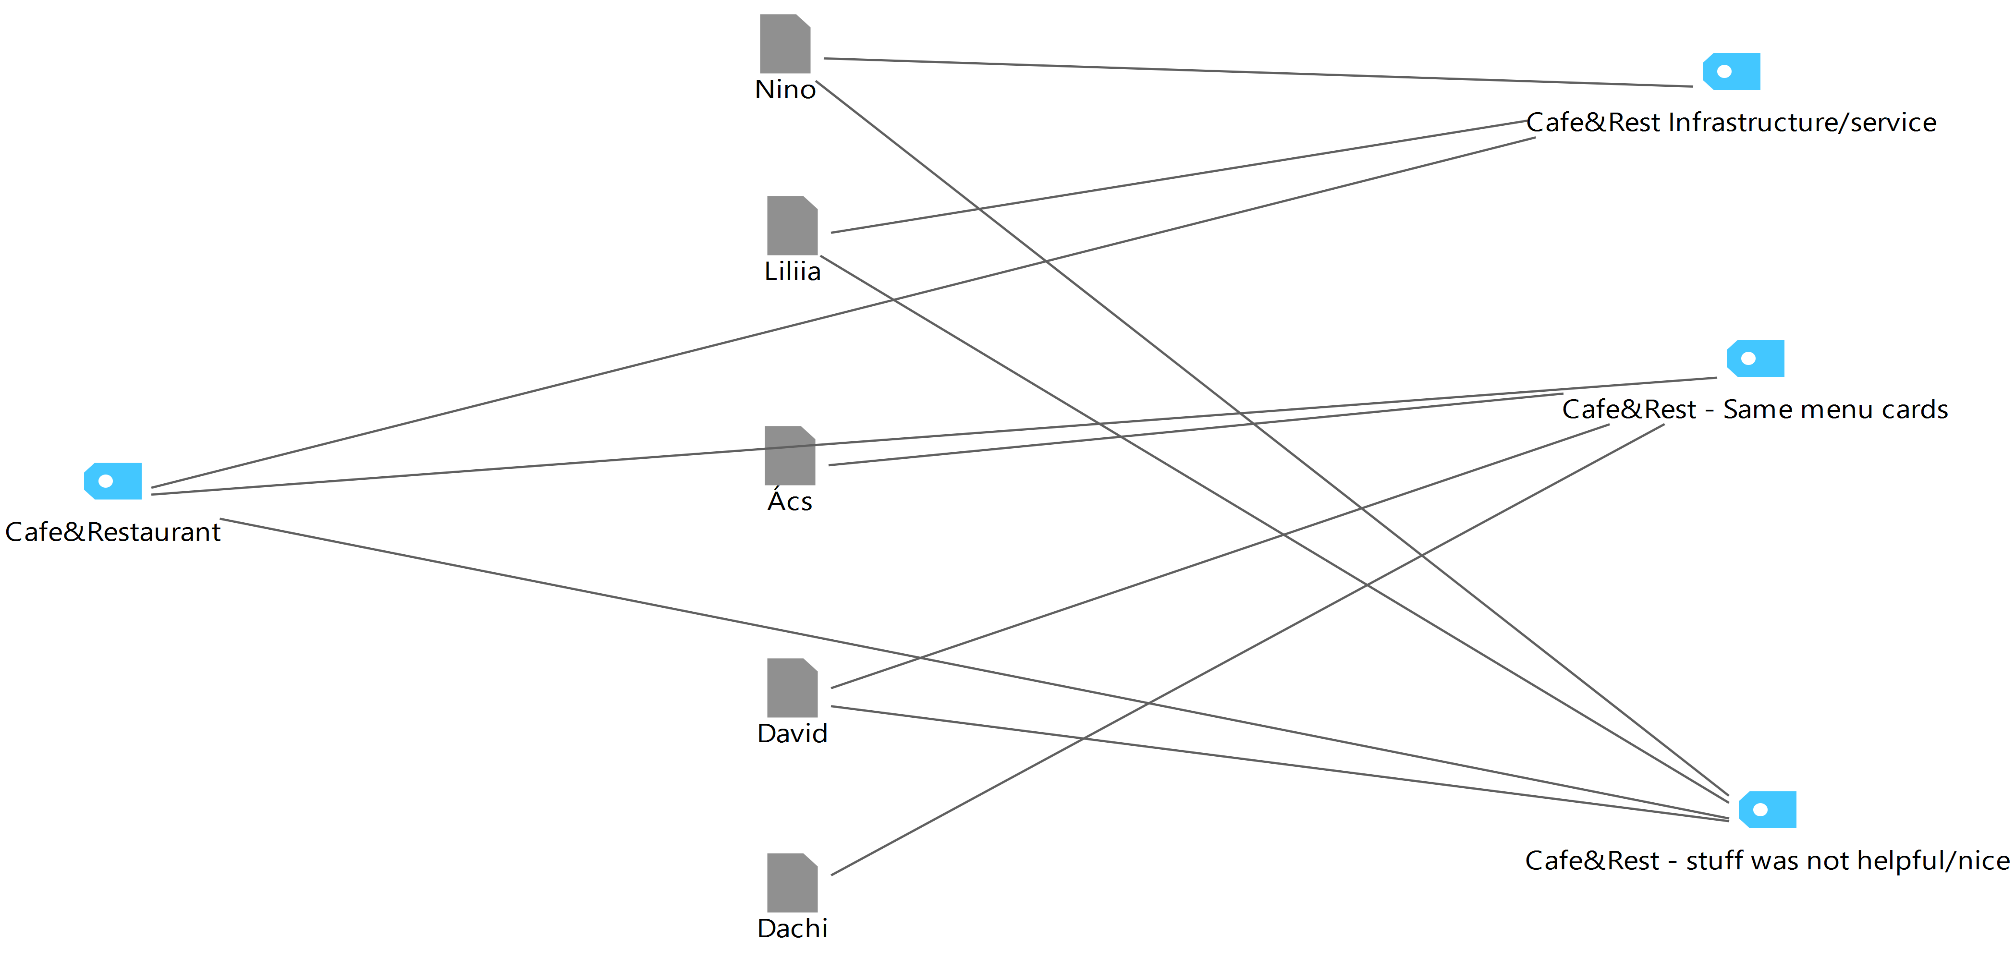 Nino
Cafe&Rest Infrastructure/service
Liliia
Cafe&Rest - Same menu cards
Ács
Cafe&Restaurant
David
Cafe&Rest - stuff was not helpful/nice
Dachi